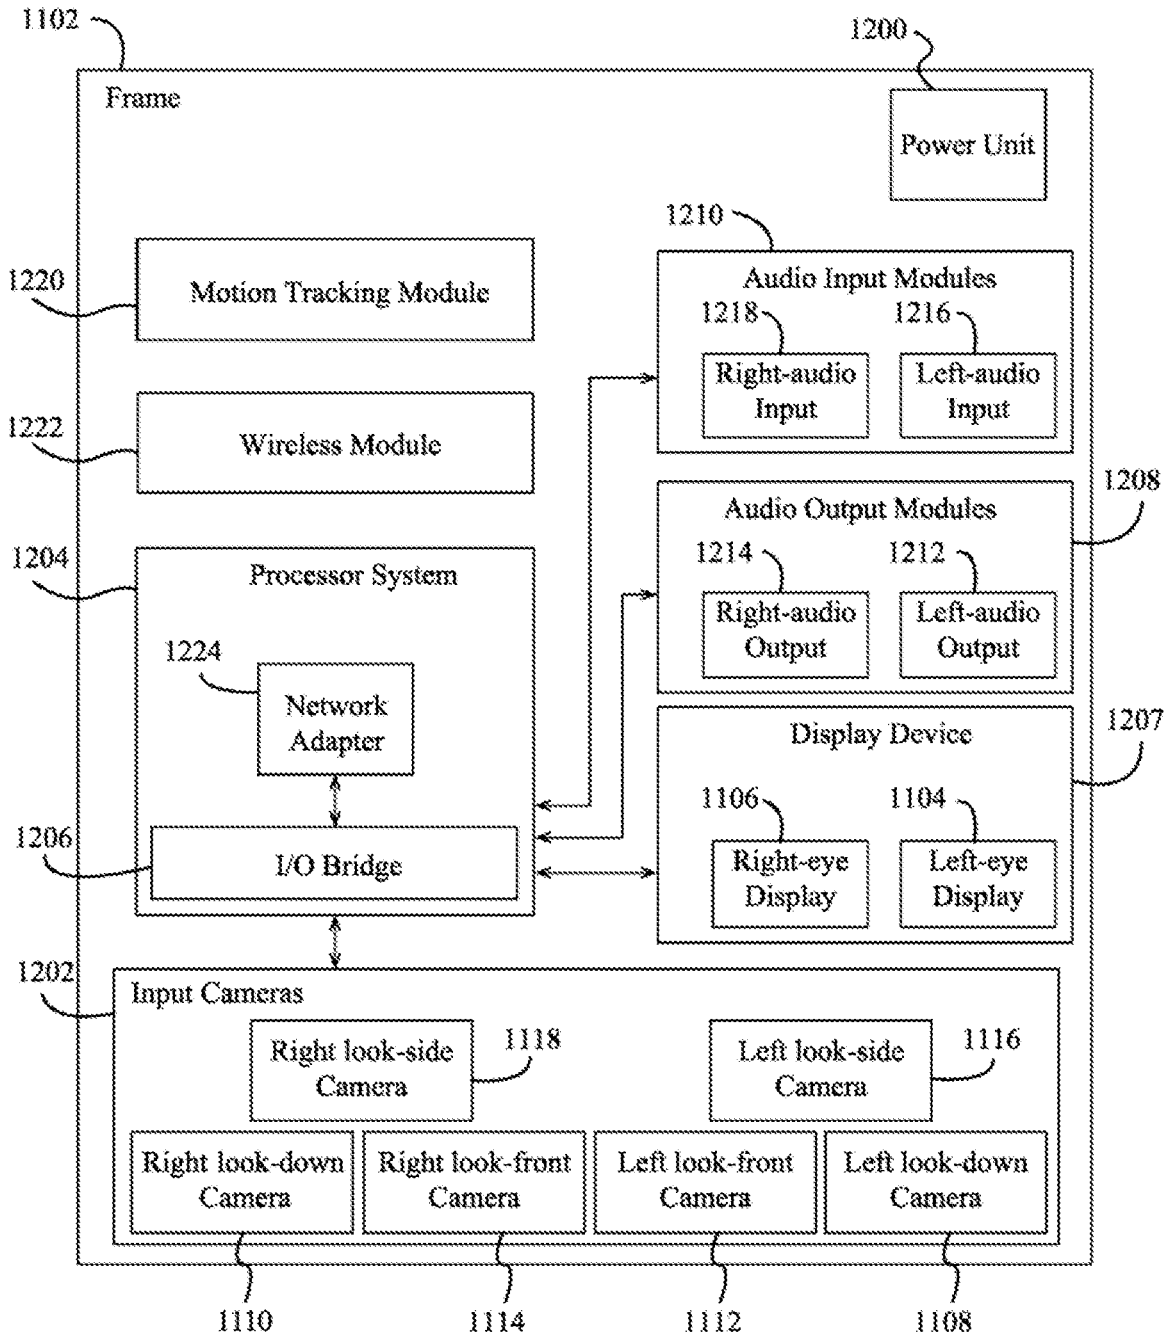 1102
1200
Frame
Power Unit
1210
1220
Motion Tracking Module
Audio Input Modules
1218
1216
Right-audio
Input
Left-audio
Input
1222
Wireless Module
1208
Audio Output Modules
1214
1212
Right-audio
Output
Left-audio
Output
1204
Processor System
1224
Network
Adapter
1207
Display Device
1106
1104
Right-eye
Display
Left-eye
Display
1206
I/O Bridge
1202
Input Cameras
Right look-side
Camera
1118
Left look-side
Camera
1116
Right look-down
Camera
Right look-front
Camera
Left look-front
Camera
Left look-down
Camera
1110
1114
1112
1108